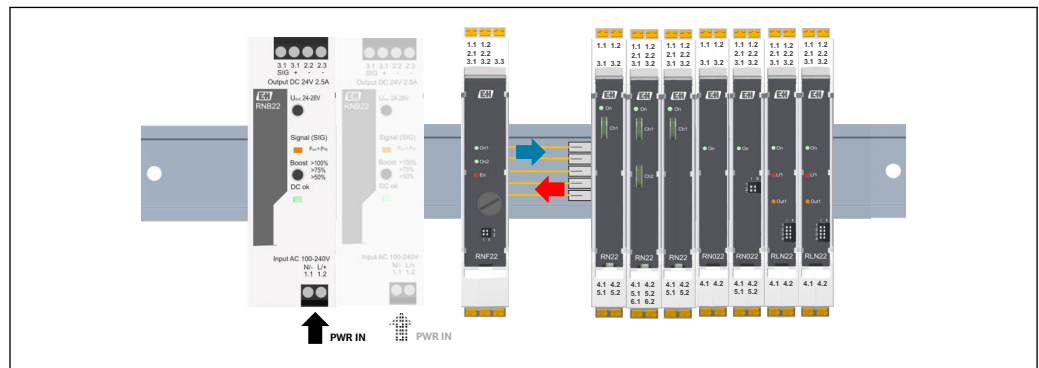 3.1 3.1 2.2 2.3
SIG + - -
Output DC 24V 2.5A
E+H
RNB22
Uout 24-28V
Signal (SIG)
Boost >100%
>75%
>50%
DC ok
Input AC 100-240V
N/- L/+
1.1 1.2
PWR IN
3.1 3.1 2.2 2.3
SIG + - -
Output DC 24V 2.5A
E+H
RNB22
Uout 24-28V
Signal (SIG)
Boost >100%
>75%
>50%
DC ok
Input AC 100-240V
N/- L/+
1.1 1.2
PWR IN
1.1 1.2
2.1 2.2
3.1 3.2 3.3
E+H
On1
On2
Err
RNF22
1.1 1.2
3.1 3.2
E+H
On
Ch1
RN22
4.1 4.2
5.1 5.2
1.1 1.2
2.1 2.2
3.1 3.2
E+H
On
Ch1
Ch2
RN22
4.1 4.2
5.1 5.2
6.1 6.2
1.1 1.2
2.1 2.2
3.1 3.2
E+H
On
Ch1
RN22
4.1 4.2
5.1 5.2
1.1 1.2
3.1 3.2
E+H
On
RNO22
4.1 4.2
1.1 1.2
2.1 2.2
3.1 3.2
E+H
On
RNO22
4.1 4.2
5.1 5.2
1.1 1.2
2.1 2.2
3.1 3.2
E+H
On
Lf1
Out1
RLN22
4.1 4.2
1.1 1.2
2.1 2.2
3.1 3.2
E+H
On
Lf1
Out1
RLN22
4.1 4.2
5.1 5.2